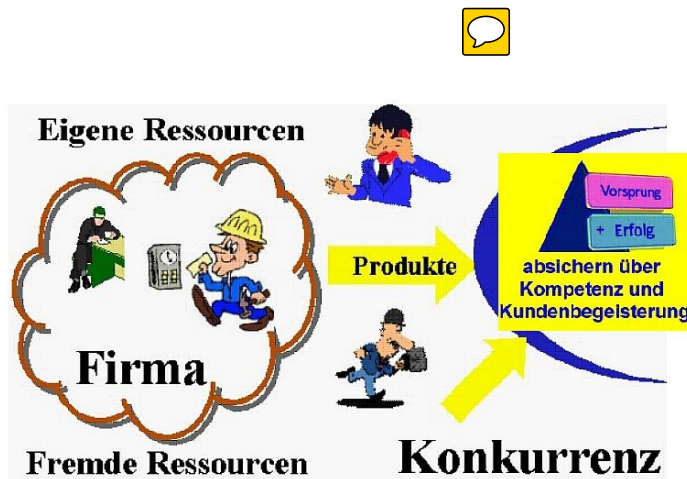 Eigene Ressourcen
Vorsprung
+ Erfolg
Produkte
absichern über
Kompetenz und
Kundenbegeisterung
Firma
Konkurrenz
Fremde Ressourcen